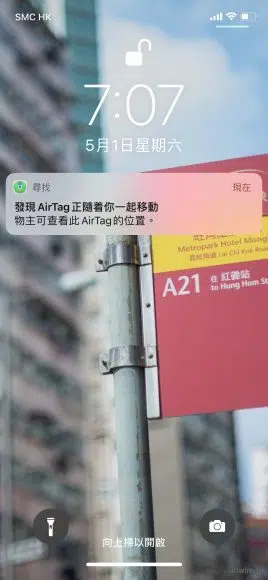 SMC HK
7:07
5月1日星期六
尋找
現在
發現 AirTag 正隨着你一起移動
物主可查看此 AirTag 的位置。
Metropark Hotel Mong
A21 往 紅磡站
to Hung Hom St
向上掃以開啟
unwire